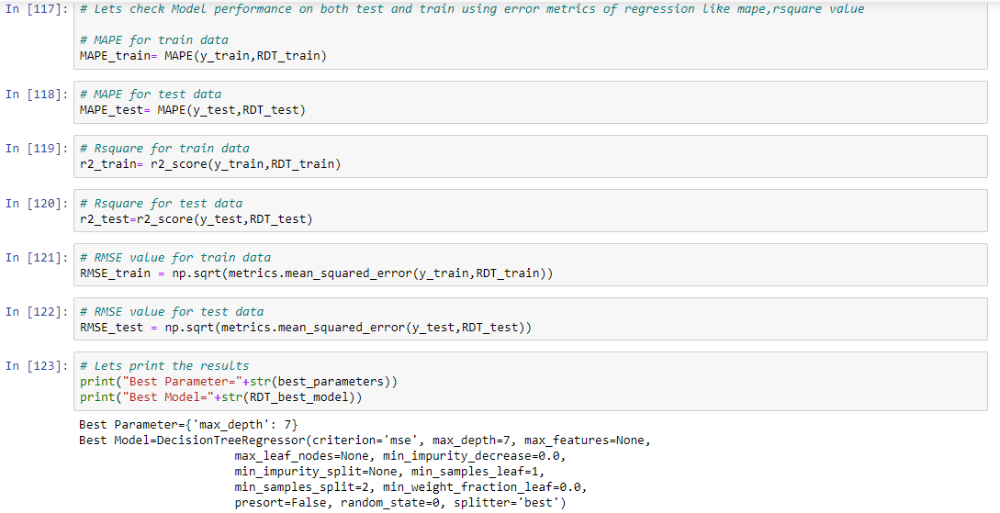 In [117]: # Lets check Model performance on both test and train using error metrics of regression like mape,rsquare value
# MAPE for train data
MAPE_train= MAPE(y_train,RDT_train)
In [118]: # MAPE for test data
MAPE_test= MAPE(y_test,RDT_test)
In [119]: # Rsquare for train data
r2_train= r2_score(y_train,RDT_train)
In [120]: # Rsquare for test data
r2_test=r2_score(y_test,RDT_test)
In [121]: # RMSE value for train data
RMSE_train = np.sqrt(metrics.mean_squared_error(y_train,RDT_train))
In [122]: # RMSE value for test data
RMSE_test = np.sqrt(metrics.mean_squared_error(y_test,RDT_test))
In [123]: # Lets print the results
print("Best Parameter="+str(best_parameters))
print("Best Model="+str(RDT_best_model))
Best Parameter={'max_depth': 7}
Best Model=DecisionTreeRegressor(criterion='mse', max_depth=7, max_features=None,
max_leaf_nodes=None, min_impurity_decrease=0.0,
min_impurity_split=None, min_samples_leaf=1,
min_samples_split=2, min_weight_fraction_leaf=0.0,
presort=False, random_state=0, splitter='best')